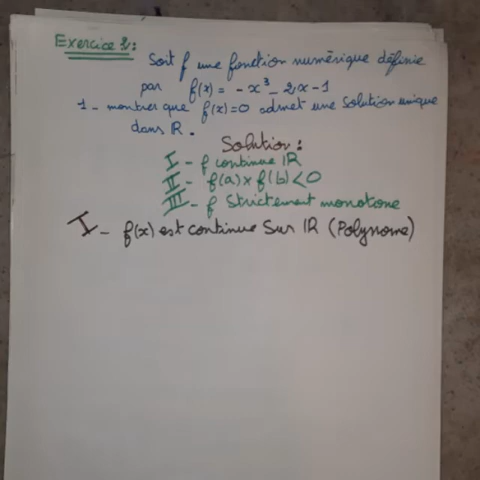 Exercice 2:
Soit f une fonction numérique définie
par f(x) = -x³ - 2x - 1
1 - montrer que f(x)=0 admet une solution unique
dans IR.
Solution:
I - f continue IR
II - f(a) x f(b) < 0
III - f Strictement monotone
I - f(x) est continue Sur IR (Polynome)